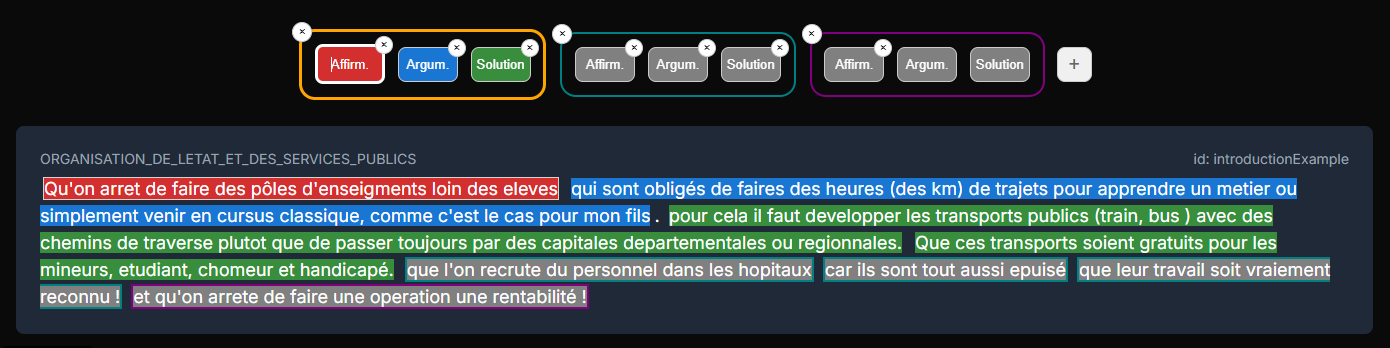 Affirm. Argum. Solution Affirm. Argum. Solution Affirm. Argum. Solution +
ORGANISATION_DE_LETAT_ET_DES_SERVICES_PUBLICS id: introductionExample
Qu'on arret de faire des pôles d'enseigments loin des eleves qui sont obligés de faires des heures (des km) de trajets pour apprendre un metier ou
simplement venir en cursus classique, comme c'est le cas pour mon fils . pour cela il faut developper les transports publics (train, bus ) avec des
chemins de traverse plutot que de passer toujours par des capitales departementales ou regionnales. Que ces transports soient gratuits pour les
mineurs, etudiant, chomeur et handicapé. que l'on recrute du personnel dans les hopitaux car ils sont tout aussi epuisé que leur travail soit vraiement
reconnu ! et qu'on arrete de faire une operation une rentabilité !